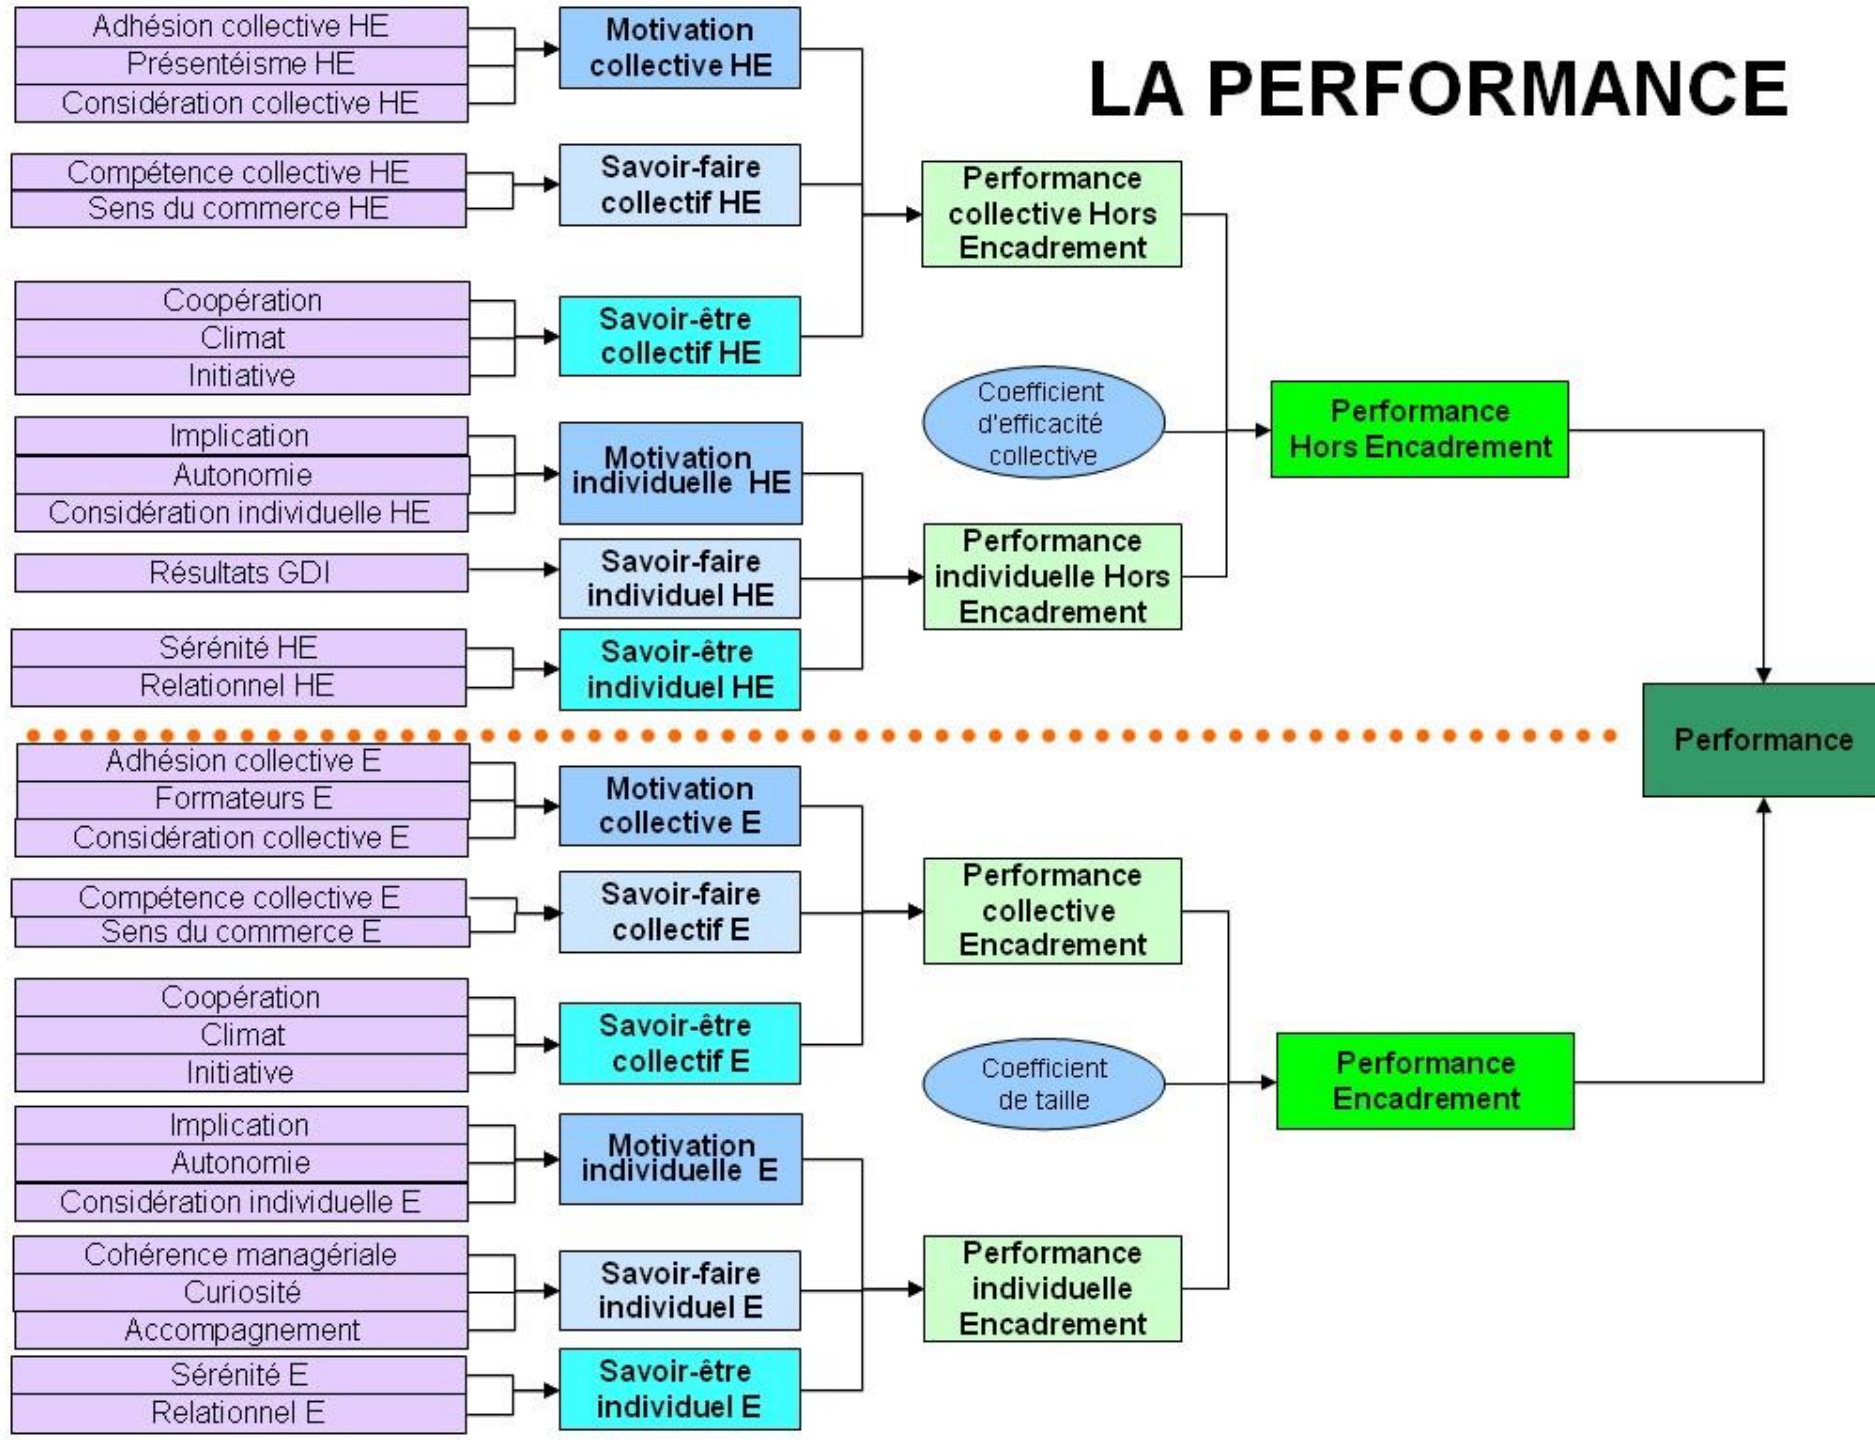 LA PERFORMANCE
Adhésion collective HE
Présentéisme HE
Considération collective HE
Motivation
collective HE
Compétence collective HE
Sens du commerce HE
Savoir-faire
collectif HE
Coopération
Climat
Initiative
Savoir-être
collectif HE
Performance
collective Hors
Encadrement
Implication
Autonomie
Considération individuelle HE
Motivation
individuelle HE
Résultats GDI
Savoir-faire
individuel HE
Sérénité HE
Relationnel HE
Savoir-être
individuel HE
Performance
individuelle Hors
Encadrement
Coefficient
d'efficacité
collective
Performance
Hors Encadrement
Performance
Adhésion collective E
Formateurs E
Considération collective E
Motivation
collective E
Compétence collective E
Sens du commerce E
Savoir-faire
collectif E
Coopération
Climat
Initiative
Savoir-être
collectif E
Performance
collective
Encadrement
Implication
Autonomie
Considération individuelle E
Motivation
individuelle E
Cohérence managériale
Curiosité
Accompagnement
Savoir-faire
individuel E
Sérénité E
Relationnel E
Savoir-être
individuel E
Performance
individuelle
Encadrement
Coefficient
de taille
Performance
Encadrement